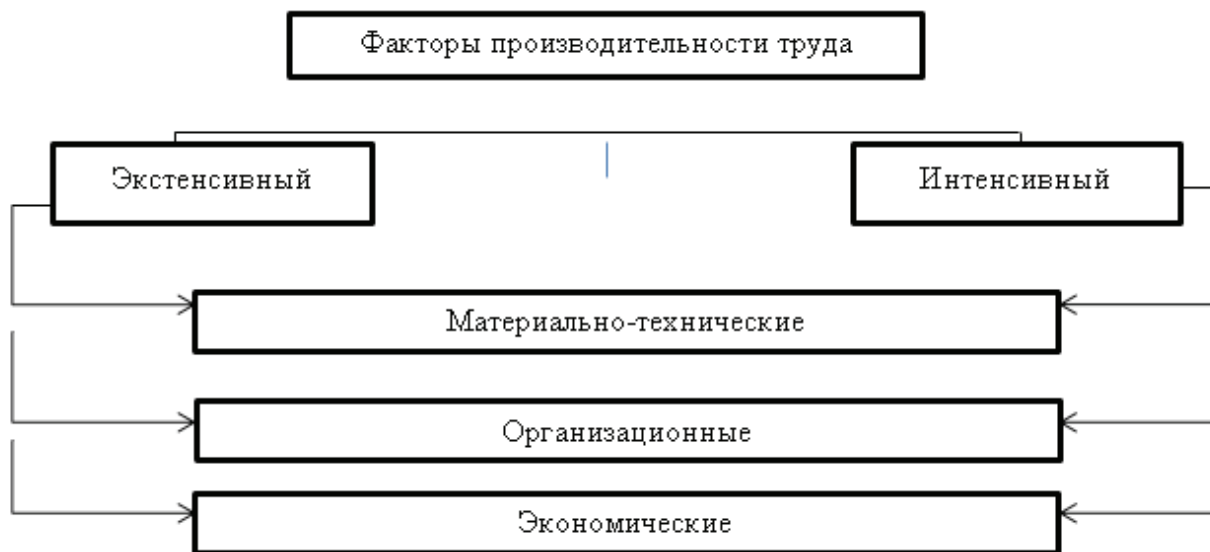 Факторы производительности труда
Экстенсивный
Интенсивный
Материально-технические
Организационные
Экономические